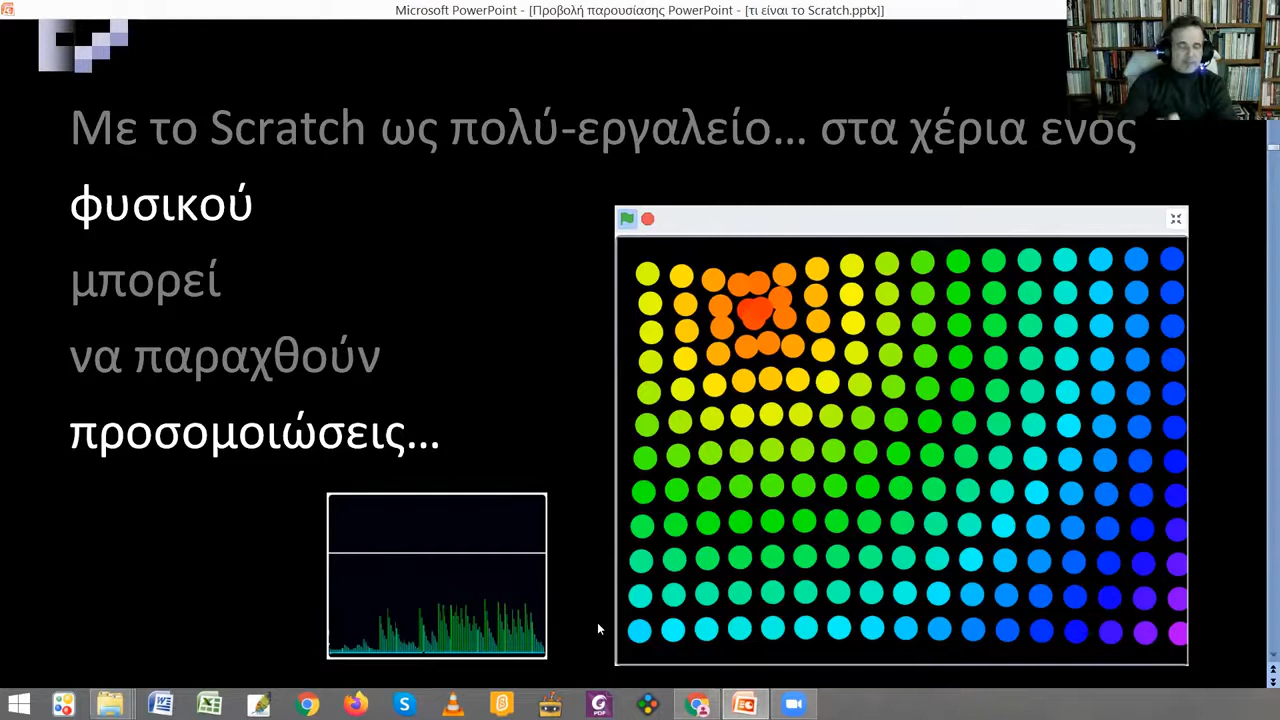 Microsoft PowerPoint - [Προβολή παρουσίασης PowerPoint - [τι είναι το Scratch.pptx]]
Με το Scratch ως πολύ-εργαλείο... στα χέρια ενός
φυσικού
μπορεί
να παραχθούν
προσομοιώσεις...